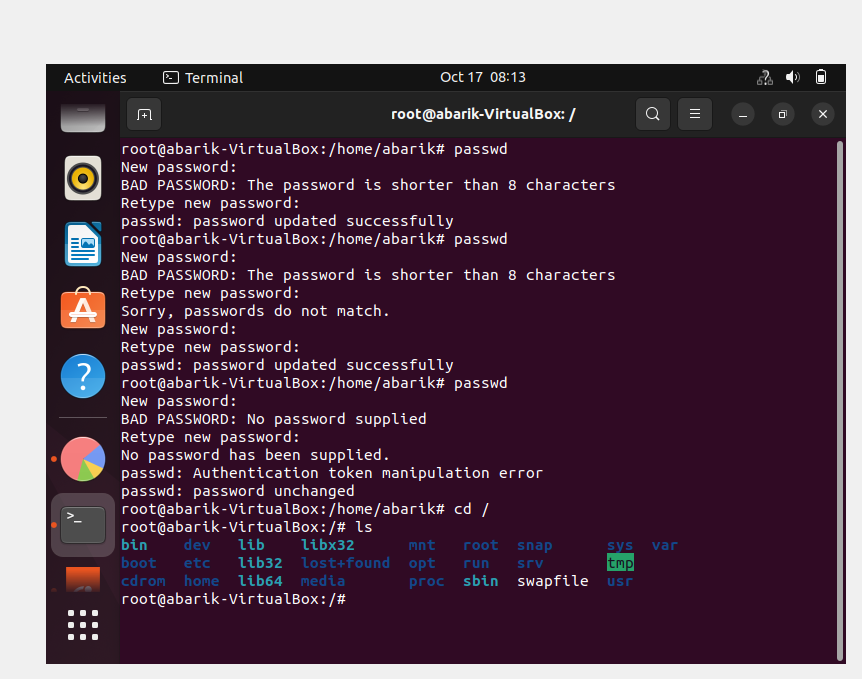 Activities Terminal Oct 17 08:13
root@abarik-VirtualBox: /
root@abarik-VirtualBox:/home/abarik# passwd
New password:
BAD PASSWORD: The password is shorter than 8 characters
Retype new password:
passwd: password updated successfully
root@abarik-VirtualBox:/home/abarik# passwd
New password:
BAD PASSWORD: The password is shorter than 8 characters
Retype new password:
Sorry, passwords do not match.
New password:
Retype new password:
passwd: password updated successfully
root@abarik-VirtualBox:/home/abarik# passwd
New password:
BAD PASSWORD: No password supplied
Retype new password:
No password has been supplied.
passwd: Authentication token manipulation error
passwd: password unchanged
root@abarik-VirtualBox:/home/abarik# cd /
root@abarik-VirtualBox:/# ls
bin dev lib libx32 mnt root snap sys var
boot etc lib32 lost+found opt run srv tmp
cdrom home lib64 media proc sbin swapfile usr
root@abarik-VirtualBox:/#